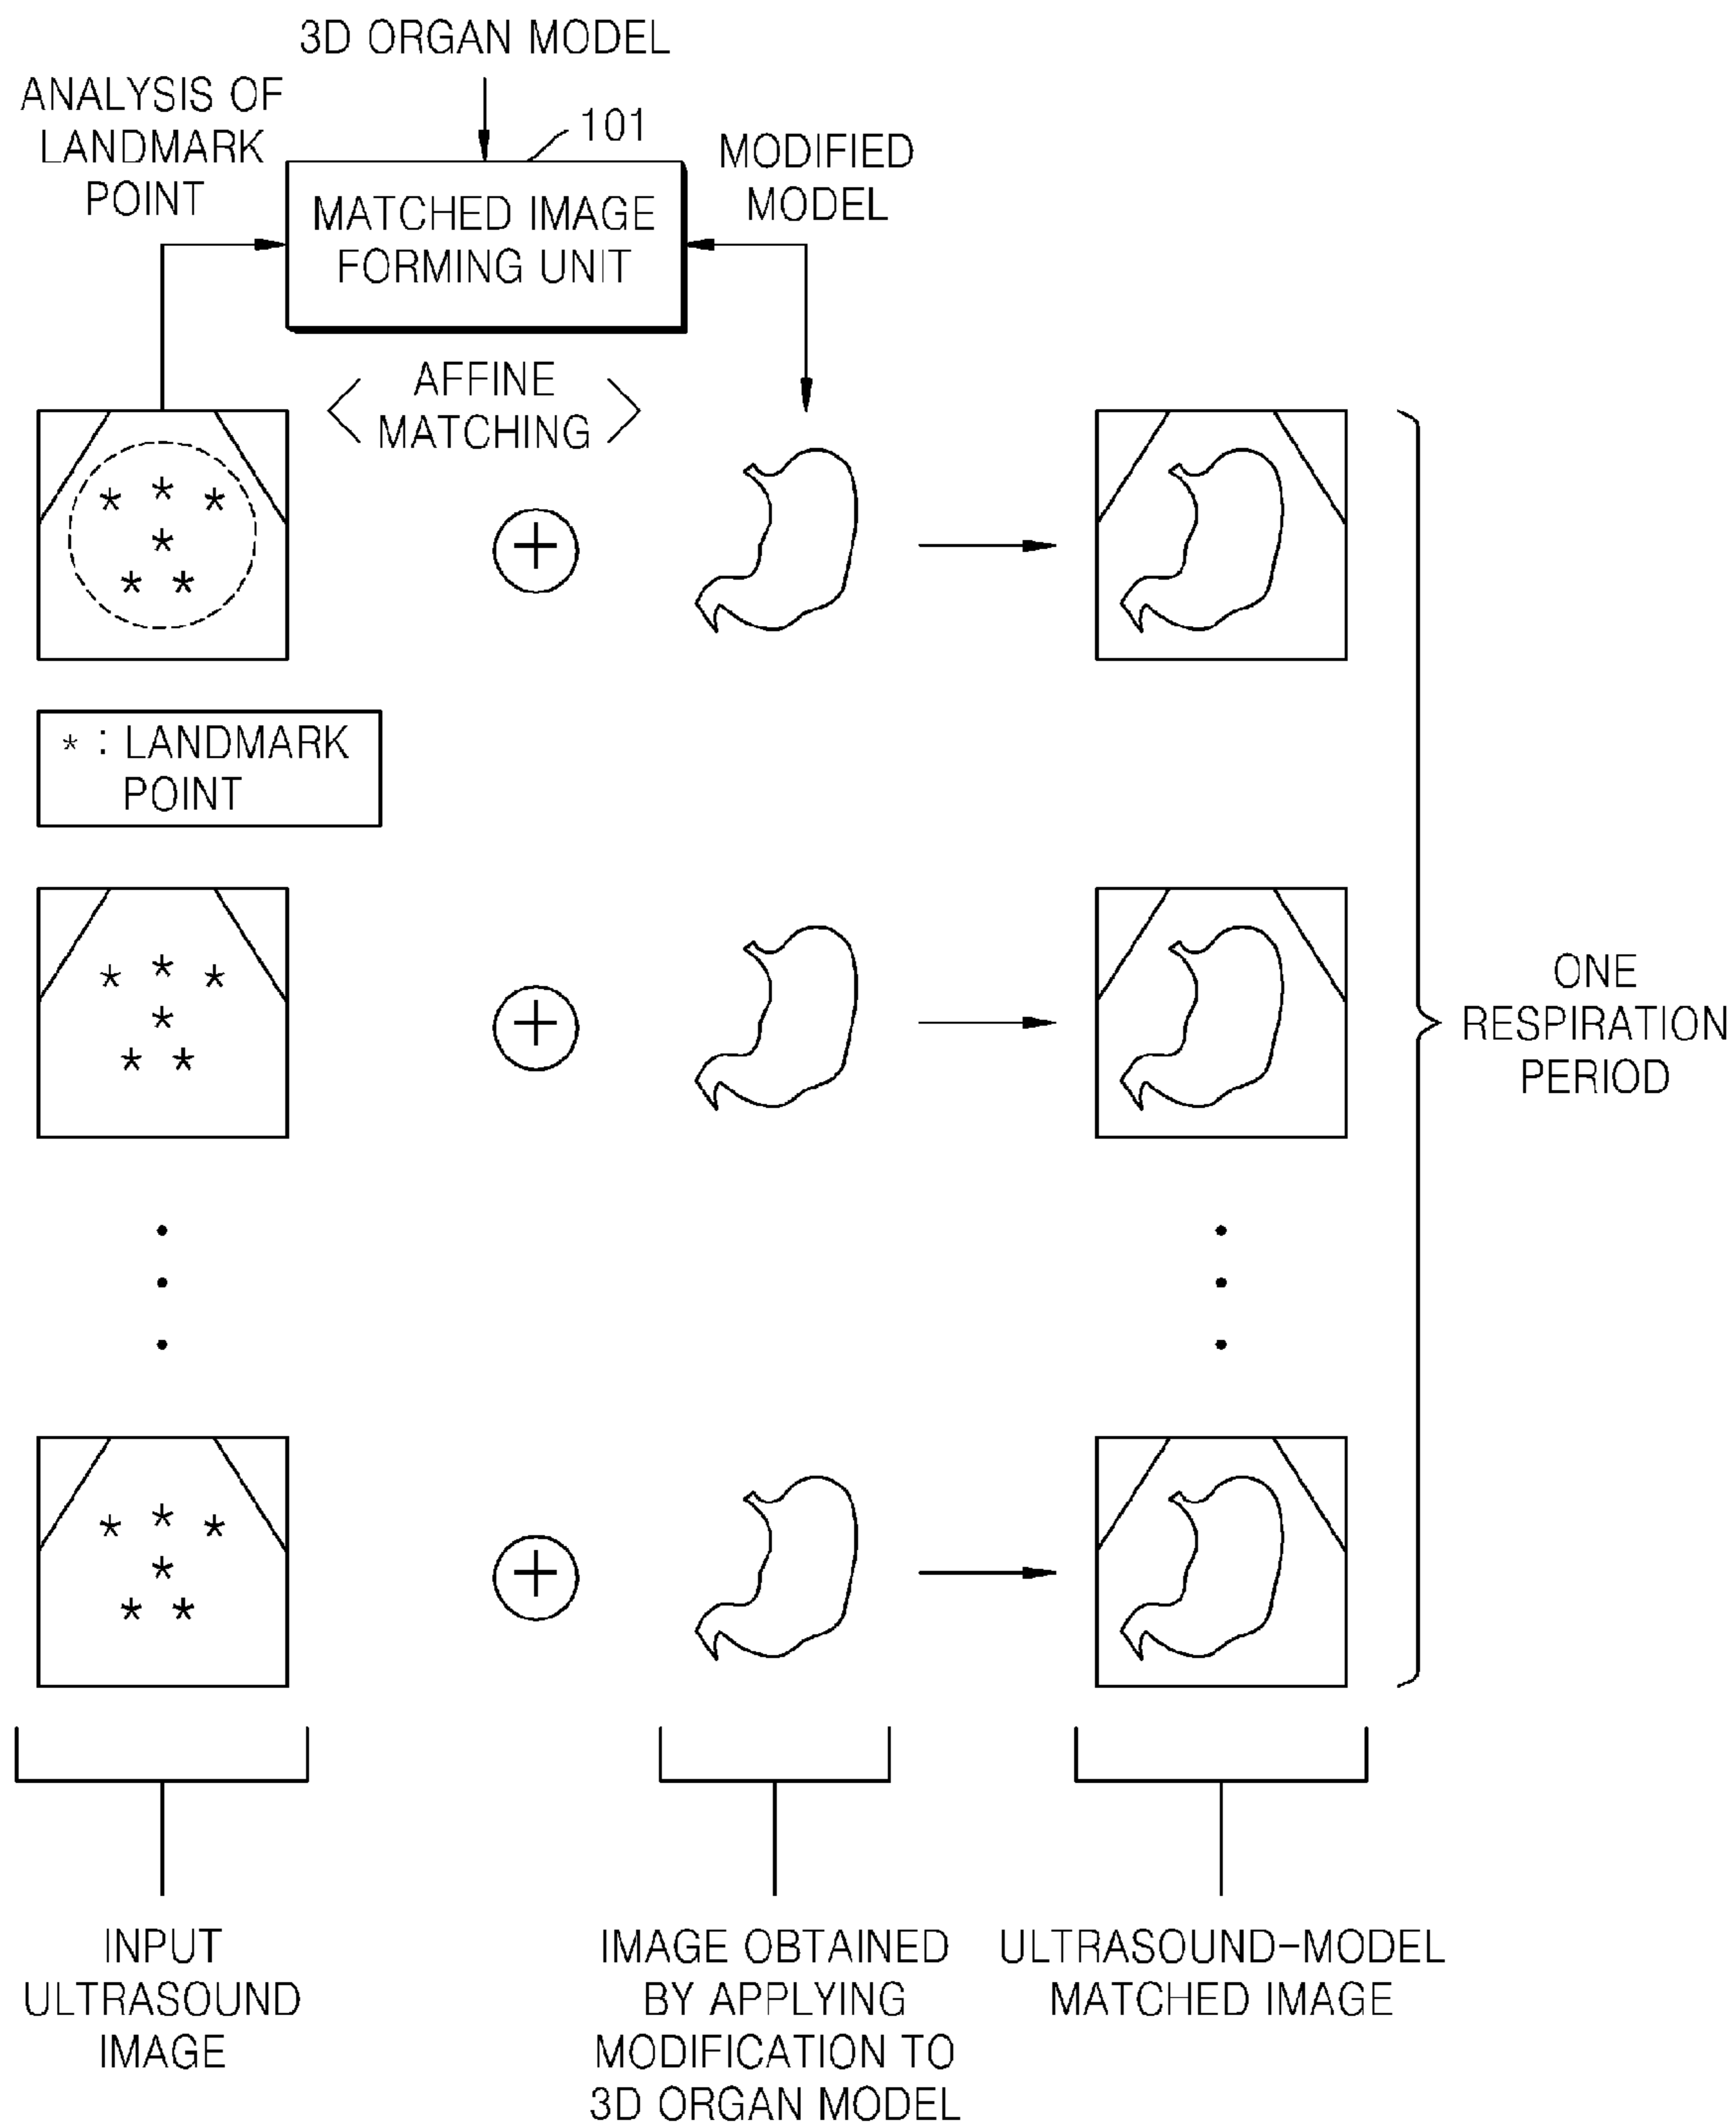 3D ORGAN MODEL
ANALYSIS OF
LANDMARK
POINT
101
MATCHED IMAGE
FORMING UNIT
MODIFIED
MODEL
AFFINE
MATCHING
* : LANDMARK
POINT
ONE
RESPIRATION
PERIOD
INPUT
ULTRASOUND
IMAGE
IMAGE OBTAINED
BY APPLYING
MODIFICATION TO
3D ORGAN MODEL
ULTRASOUND-MODEL
MATCHED IMAGE